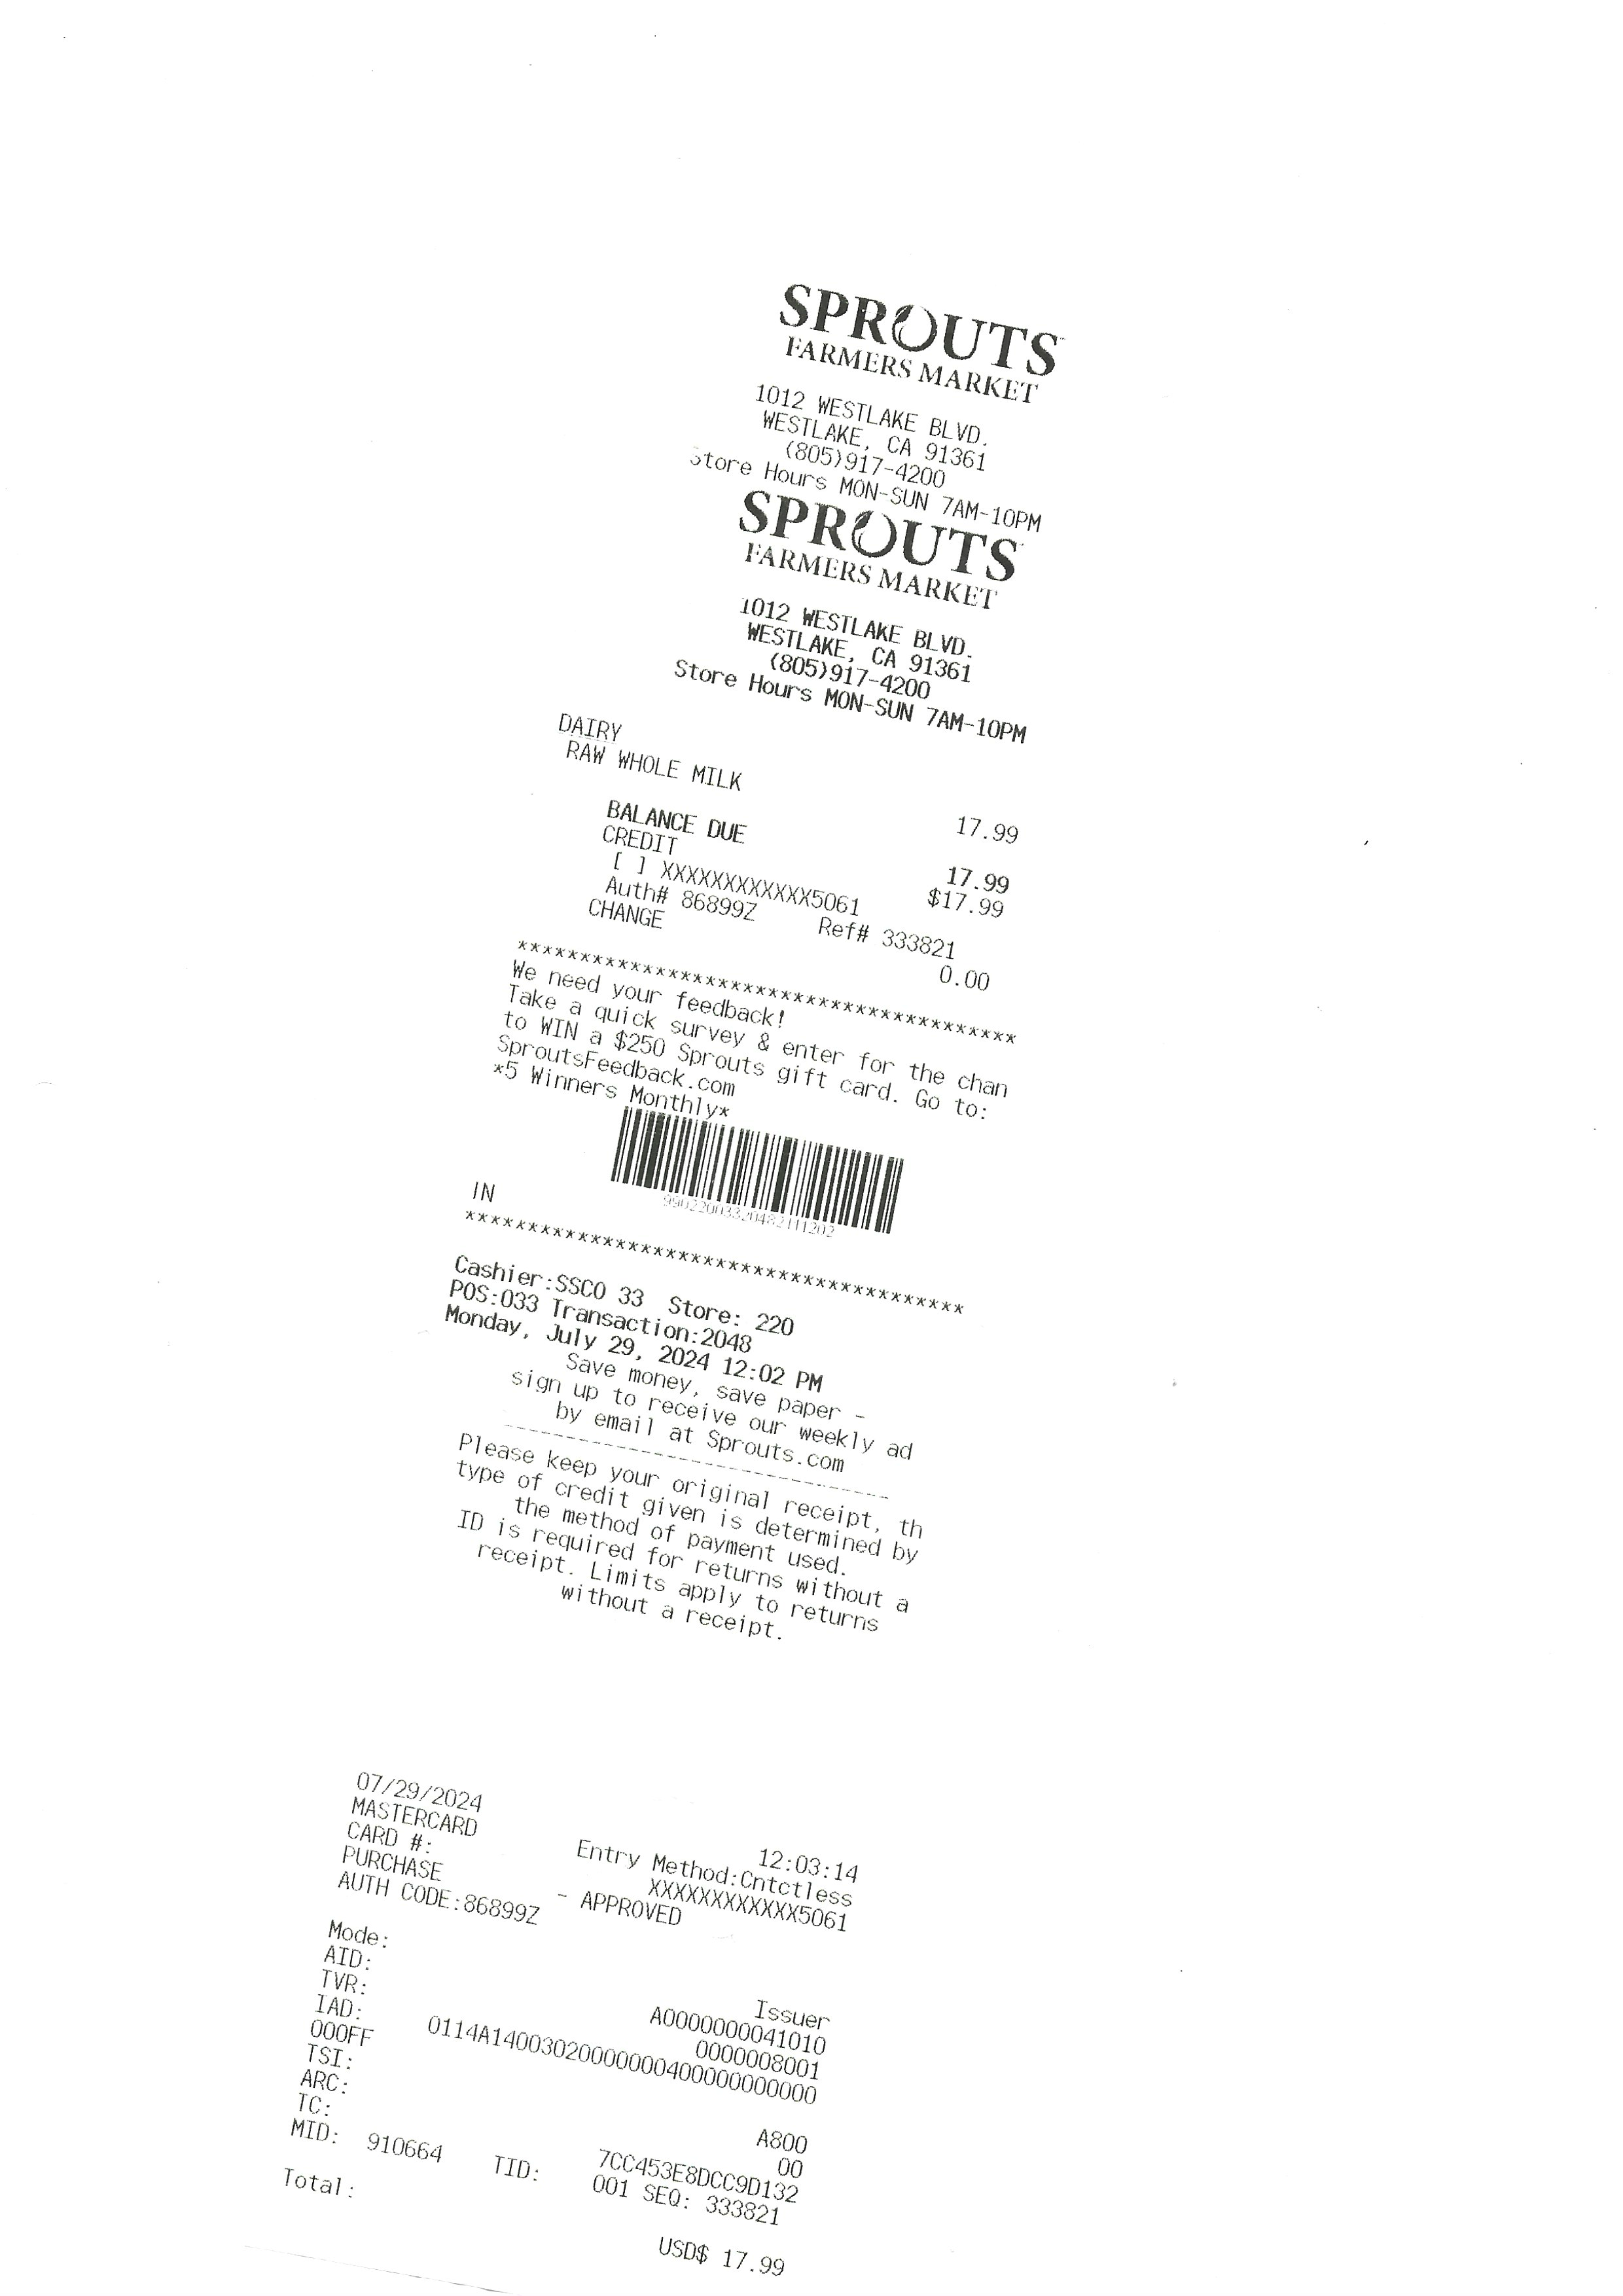 SPROUTS
FARMERS MARKET
1012 WESTLAKE BLVD.
WESTLAKE, CA 91361
(805)917-4200
Store Hours MON-SUN 7AM-10PM
SPROUTS
FARMERS MARKET
1012 WESTLAKE BLVD.
WESTLAKE, CA 91361
(805)917-4200
Store Hours MON-SUN 7AM-10PM
DAIRY
RAW WHOLE MILK 17.99
BALANCE DUE 17.99
CREDIT $17.99
[ ] XXXXXXXXXXXX5061
Auth# 86899Z Ref# 333821
CHANGE 0.00
****************************************
We need your feedback!
Take a quick survey & enter for the chan
to WIN a $250 Sprouts gift card. Go to:
SproutsFeedback.com
*5 Winners Monthly*
99022003320482111202
IN
****************************************
Cashier:SSCO 33 Store: 220
POS:033 Transaction:2048
Monday, July 29, 2024 12:02 PM
Save money, save paper -
sign up to receive our weekly ad
by email at Sprouts.com
-------------------------------
Please keep your original receipt, th
type of credit given is determined by
the method of payment used.
ID is required for returns without a
receipt. Limits apply to returns
without a receipt.
07/29/2024 12:03:14
MASTERCARD Entry Method:Cntctless
CARD #: XXXXXXXXXXXX5061
PURCHASE - APPROVED
AUTH CODE:86899Z
Mode: Issuer
AID: A0000000041010
TVR: 0000008001
IAD: 0114A14003020000000400000000000
000FF
TSI: A800
ARC: 00
TC: 7CC453E8DCC9D132
MID: 910664 TID: 001 SEQ: 333821
Total: USD$ 17.99